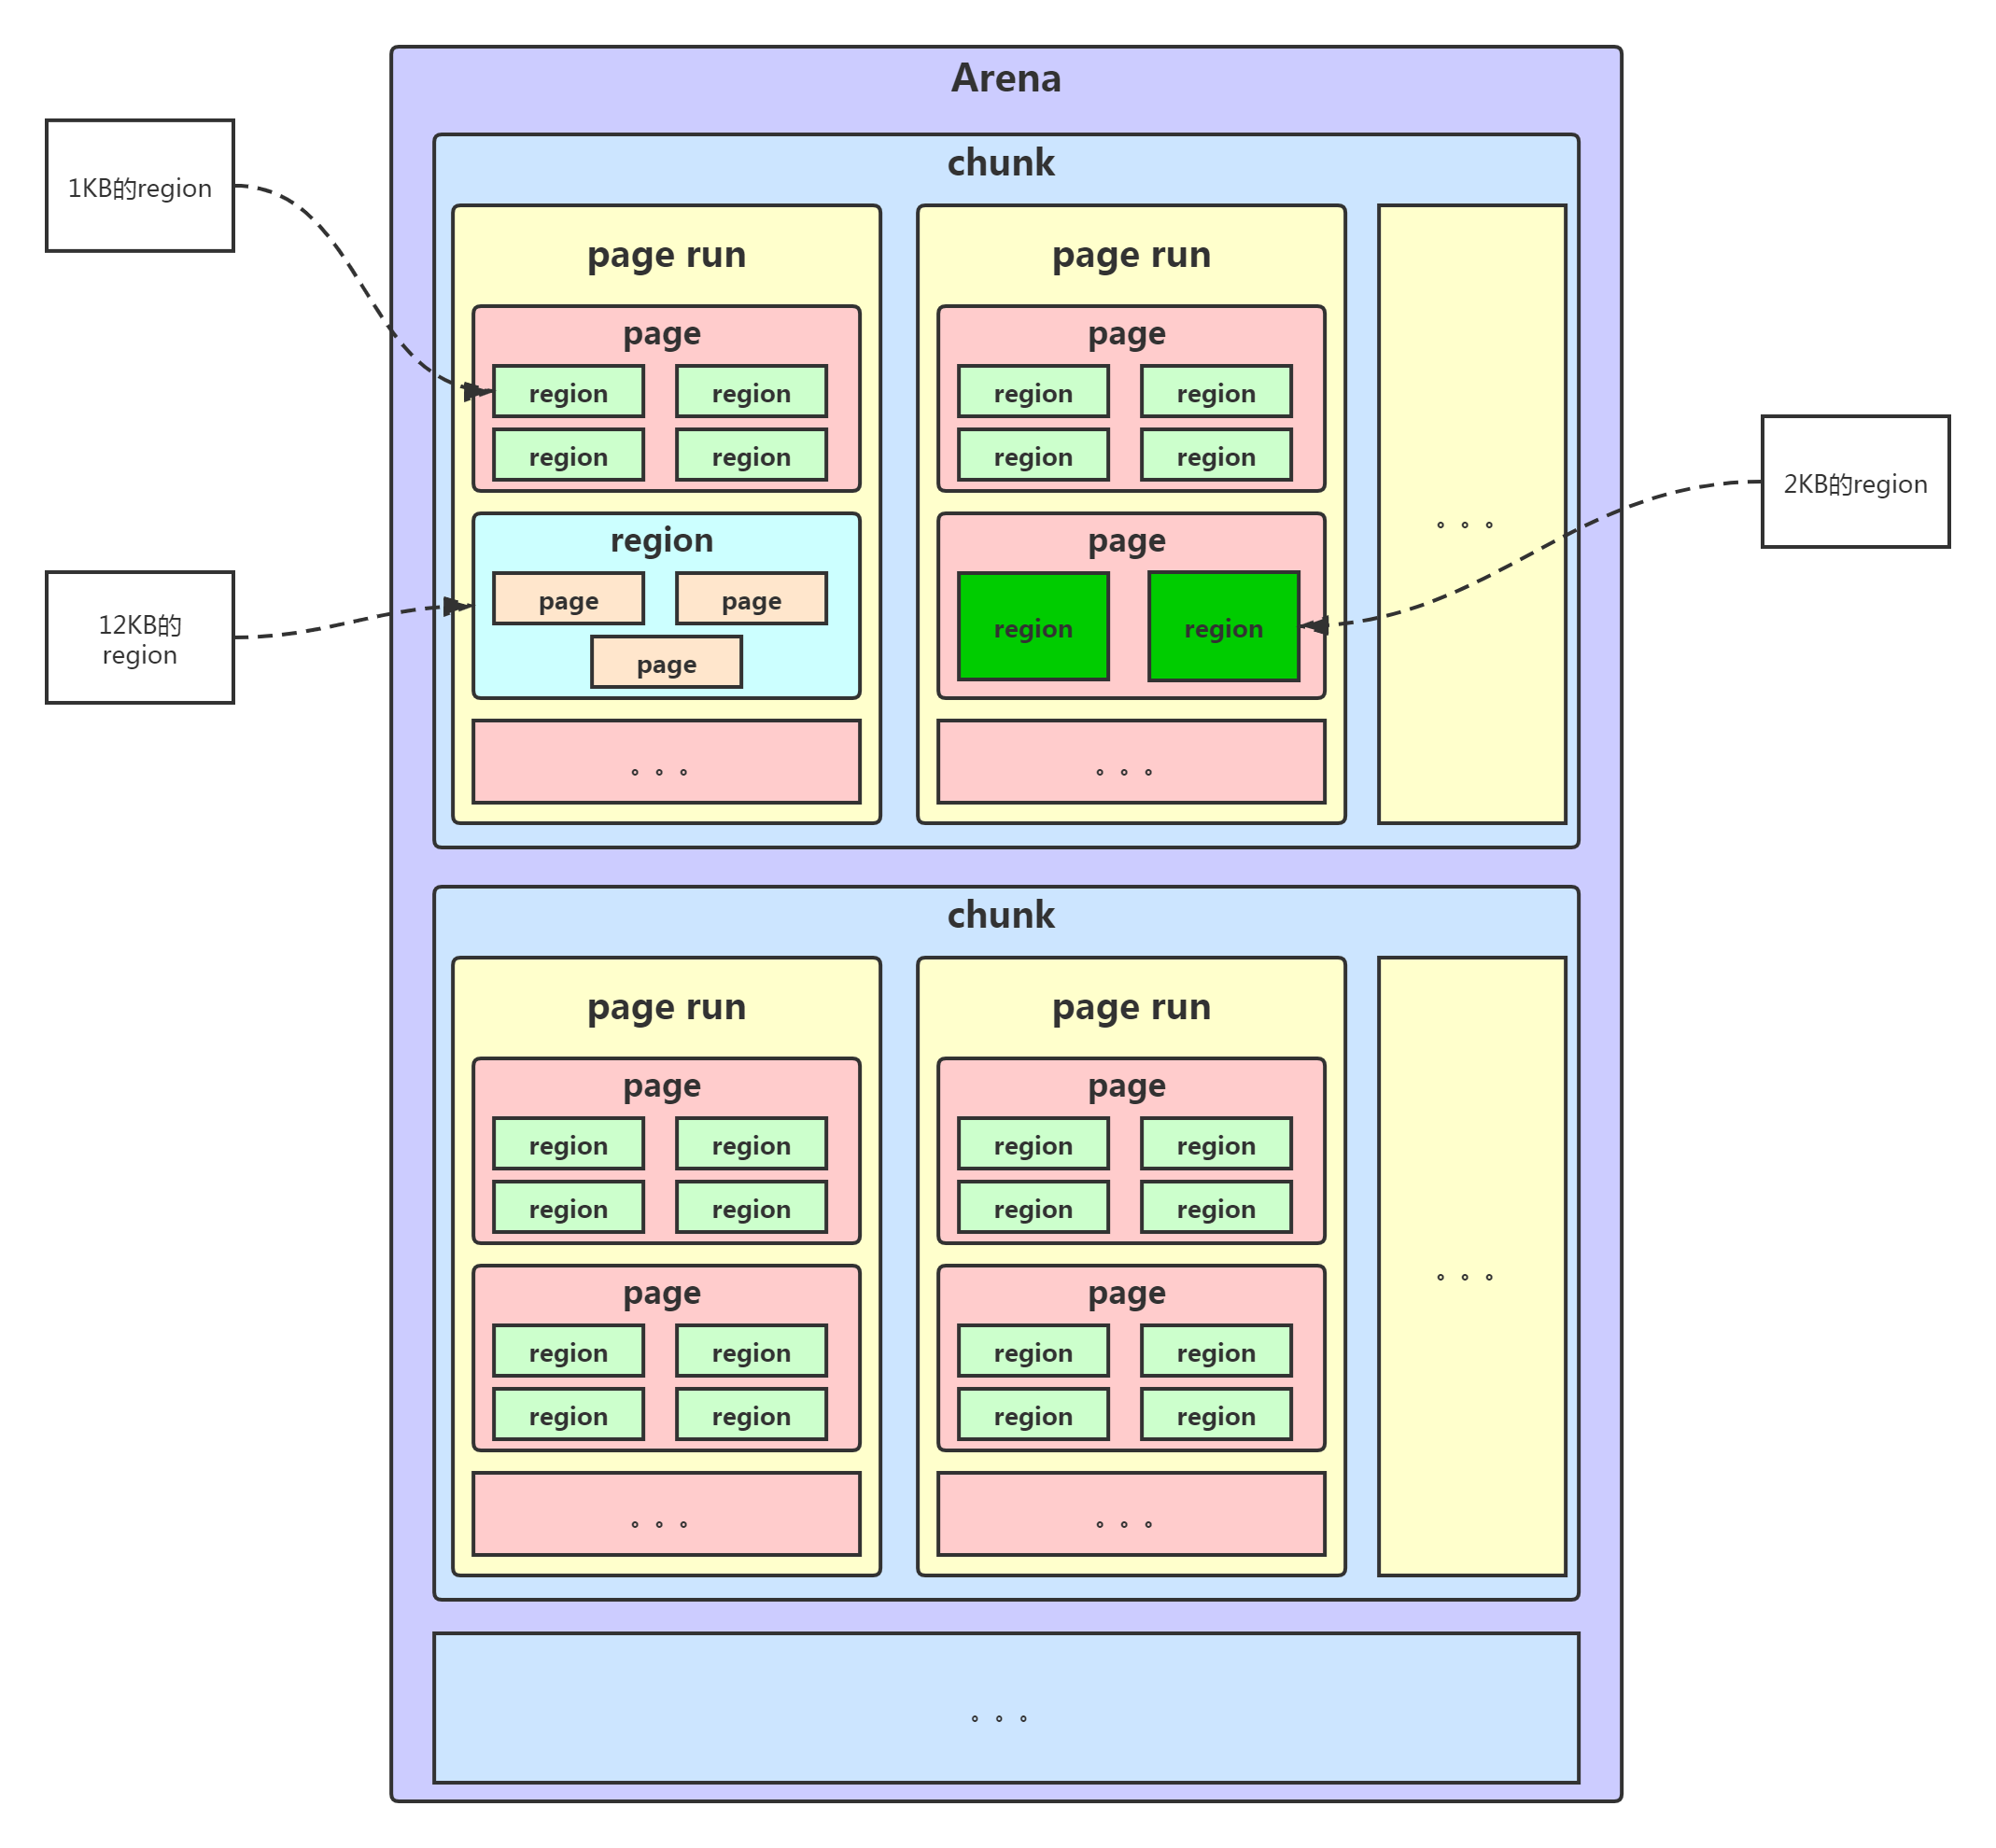 Arena
chunk
1KB的region
page run
page run
page
page
region
region
region
region
region
region
region
region
。。。
2KB的region
region
page
12KB的
region
page
page
page
region
region
。。。
。。。
chunk
page run
page run
page
page
region
region
region
region
region
region
region
region
。。。
page
page
region
region
region
region
region
region
region
region
。。。
。。。
。。。